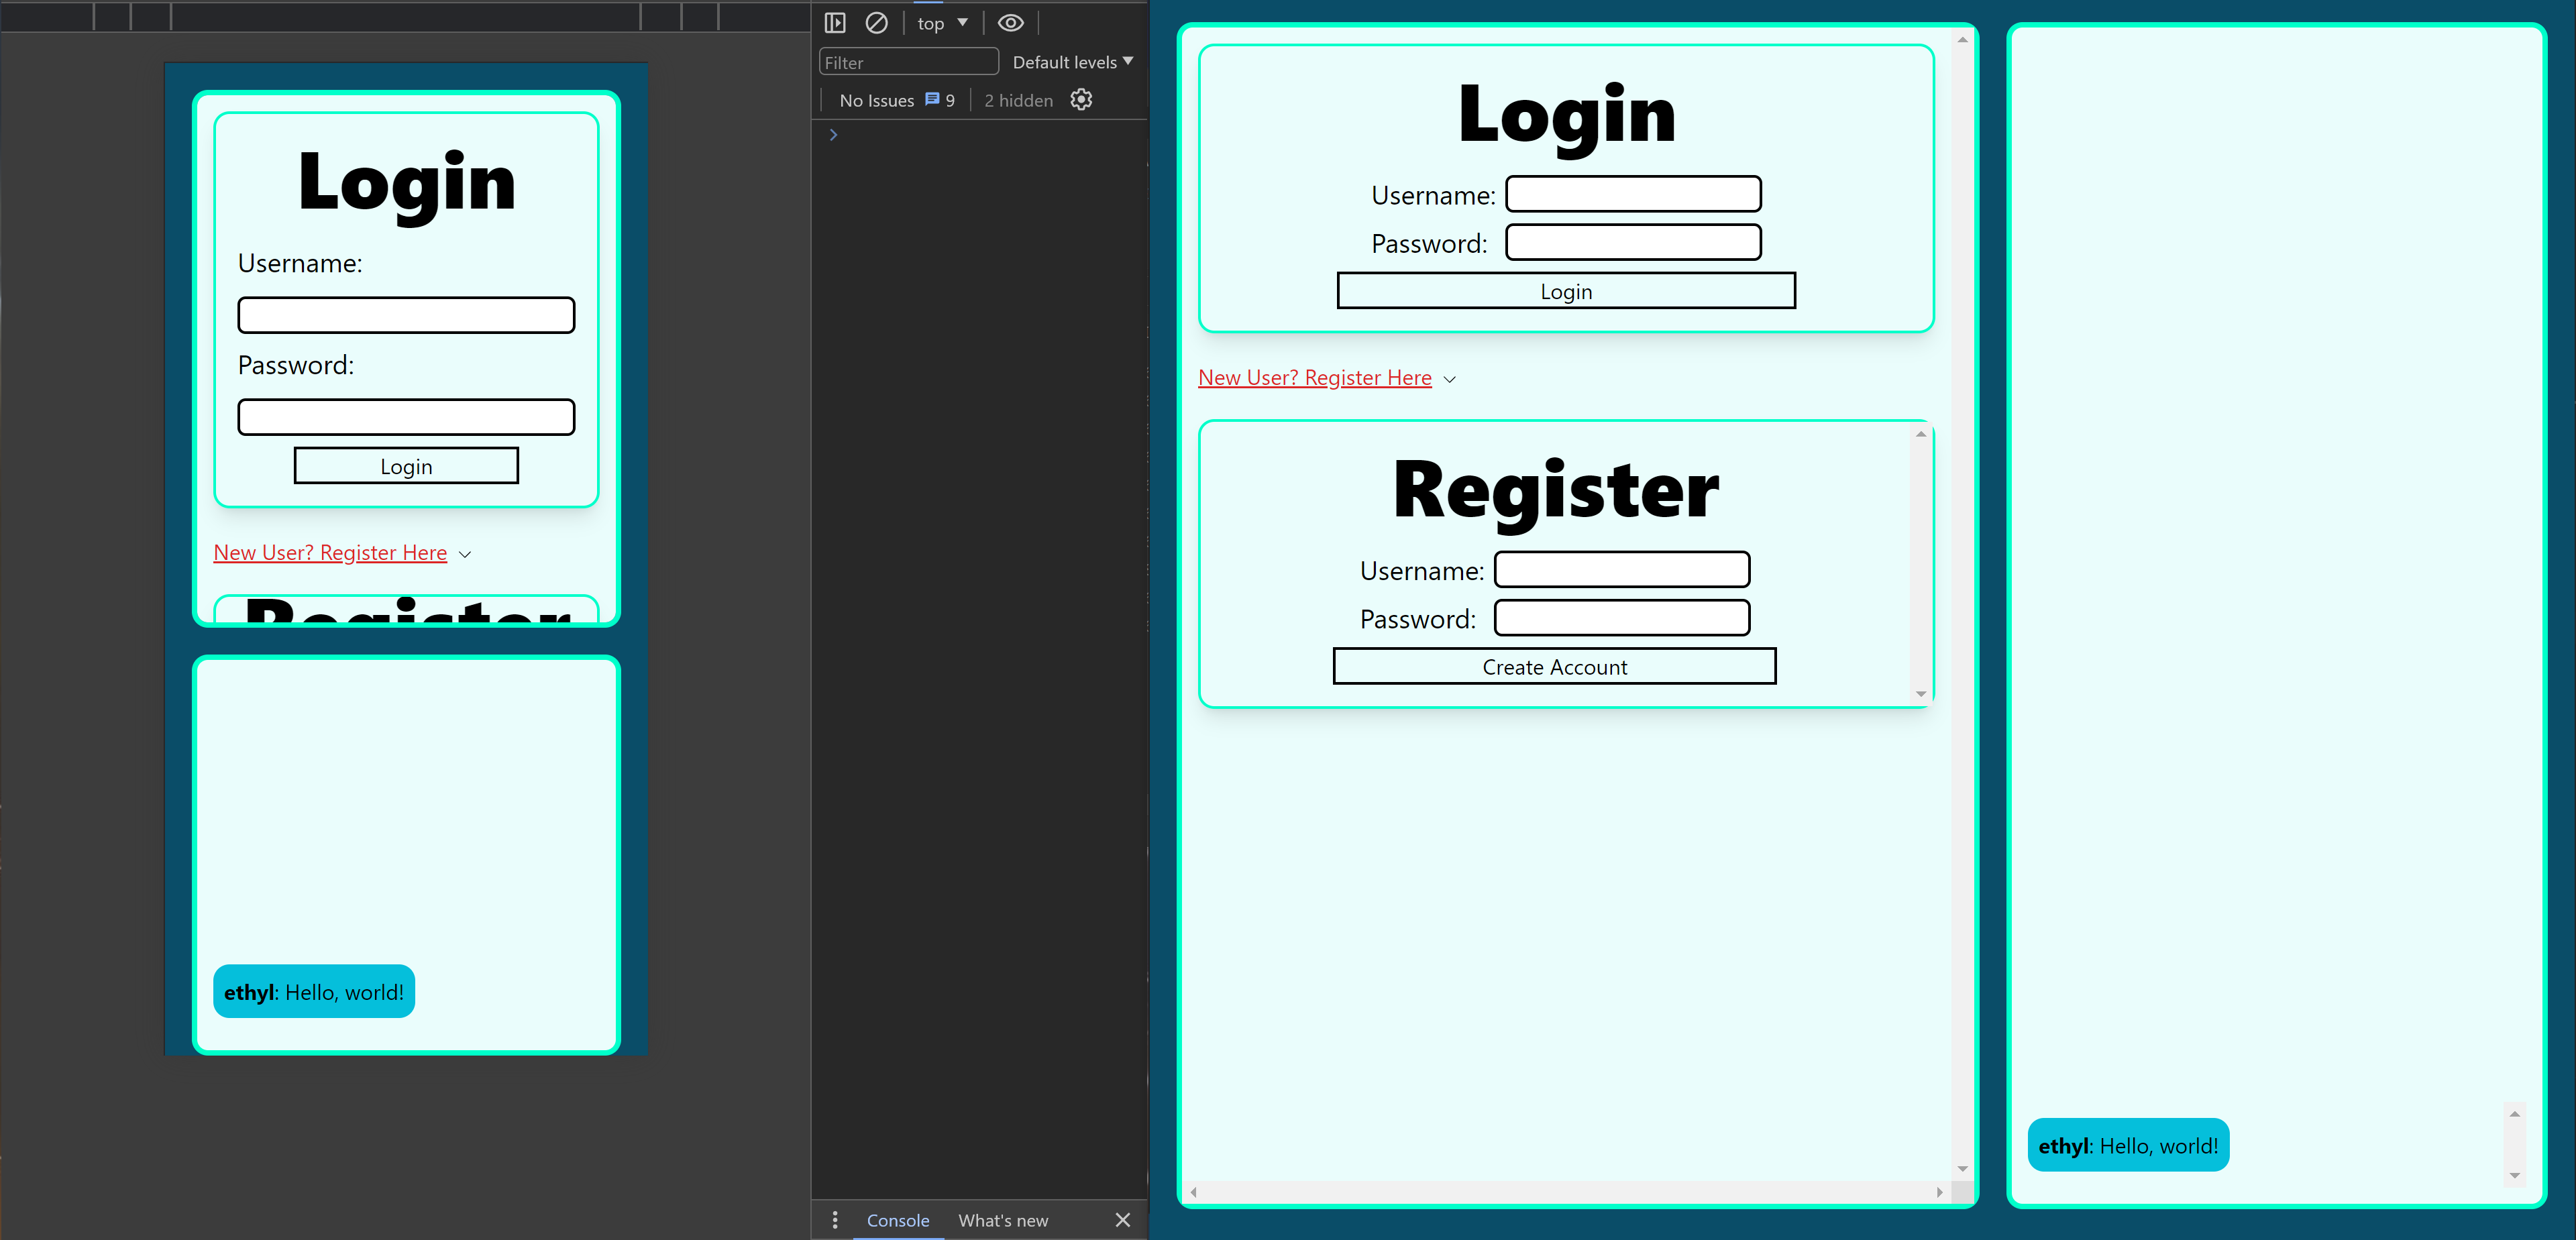 Login
Username:
Password:
Login
New User? Register Here
Register
ethyl: Hello, world!
top
Filter
Default levels
No Issues 9 2 hidden
Console What's new
Login
Username:
Password:
Login
New User? Register Here
Register
Username:
Password:
Create Account
ethyl: Hello, world!